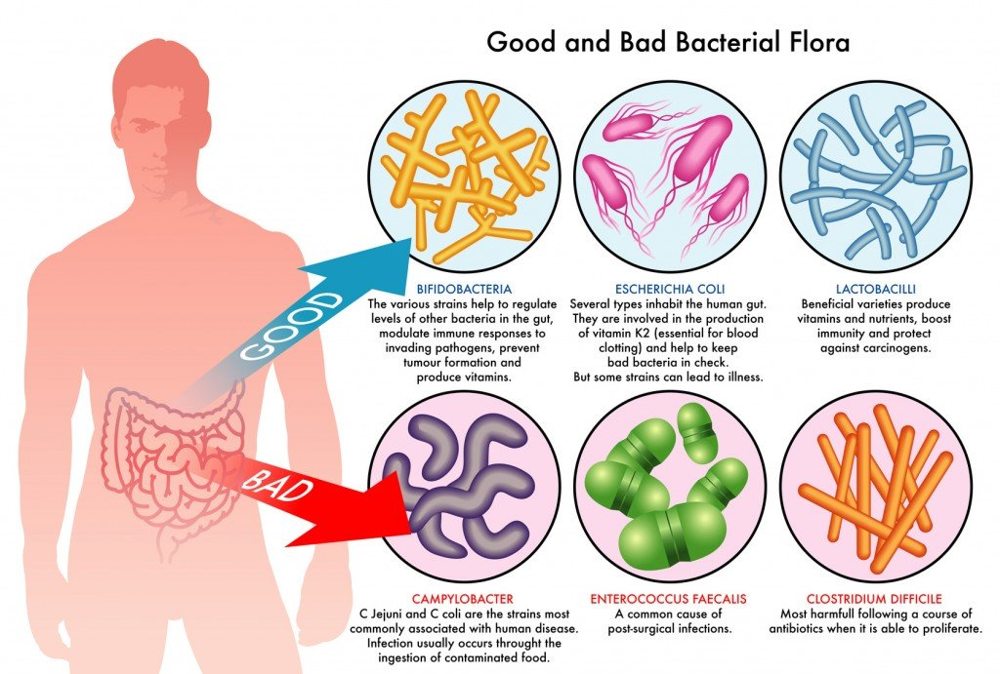 Good and Bad Bacterial Flora
GOOD
BAD
BIFIDOBACTERIA
The various strains help to regulate
levels of other bacteria in the gut,
modulate immune responses to
invading pathogens, prevent
tumour formation and
produce vitamins.
ESCHERICHIA COLI
Several types inhabit the human gut.
They are involved in the production
of vitamin K2 (essential for blood
clotting) and help to keep
bad bacteria in check.
But some strains can lead to illness.
LACTOBACILLI
Beneficial varieties produce
vitamins and nutrients, boost
immunity and protect
against carcinogens.
CAMPYLOBACTER
C Jejuni and C coli are the strains most
commonly associated with human disease.
Infection usually occurs throught the
ingestion of contaminated food.
ENTEROCOCCUS FAECALIS
A common cause of
post-surgical infections.
CLOSTRIDIUM DIFFICILE
Most harmfull following a course of
antibiotics when it is able to proliferate.